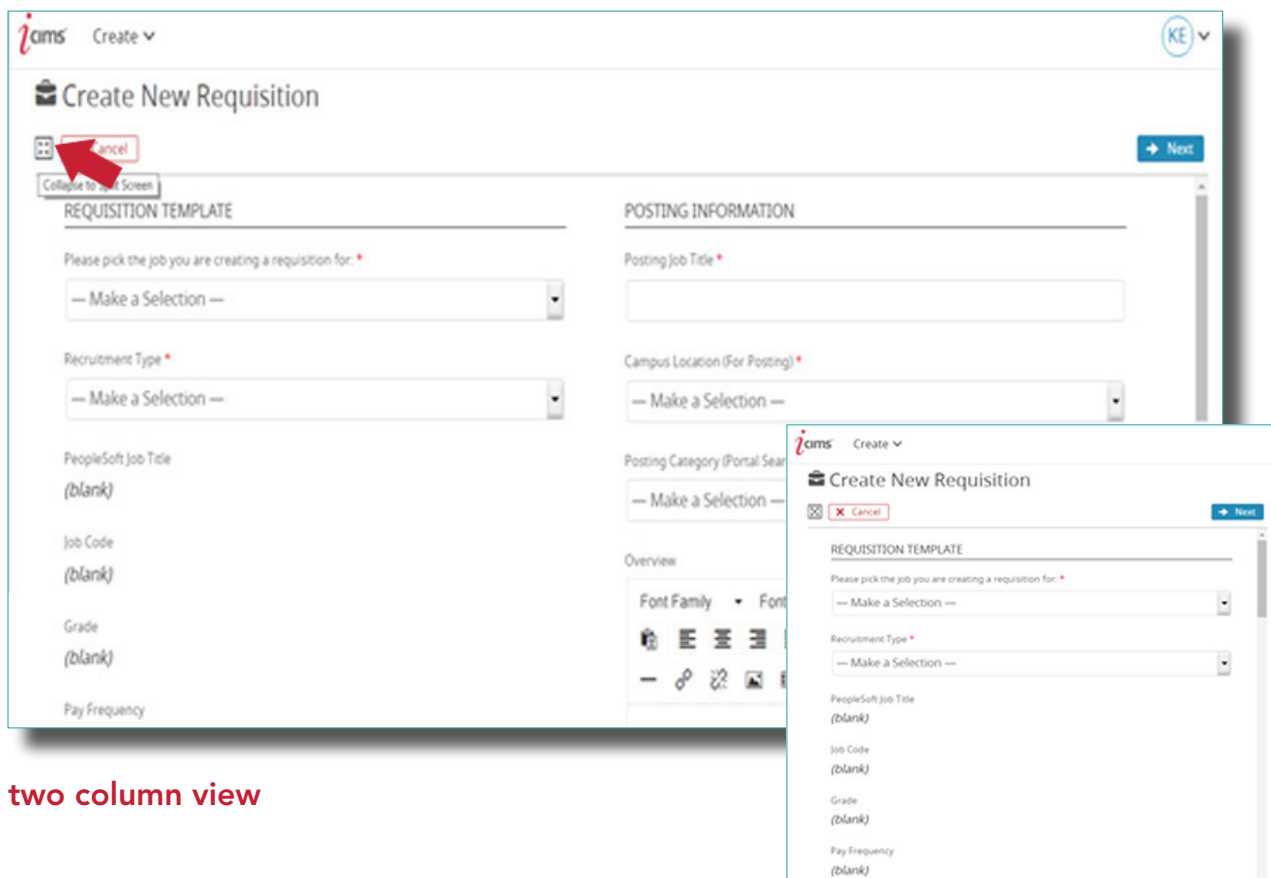 icims Create
KE
Create New Requisition
Cancel
Next
Collapse to Split Screen
REQUISITION TEMPLATE
Please pick the job you are creating a requisition for: *
— Make a Selection —
Recruitment Type *
— Make a Selection —
PeopleSoft Job Title
(blank)
Job Code
(blank)
Grade
(blank)
Pay Frequency
POSTING INFORMATION
Posting Job Title *
Campus Location (For Posting) *
— Make a Selection —
Posting Category (Portal Sear
— Make a Selection —
Overview
Font Family Font
two column view
icims Create
Create New Requisition
Cancel
Next
REQUISITION TEMPLATE
Please pick the job you are creating a requisition for: *
— Make a Selection —
Recruitment Type *
— Make a Selection —
PeopleSoft Job Title
(blank)
Job Code
(blank)
Grade
(blank)
Pay Frequency
(blank)